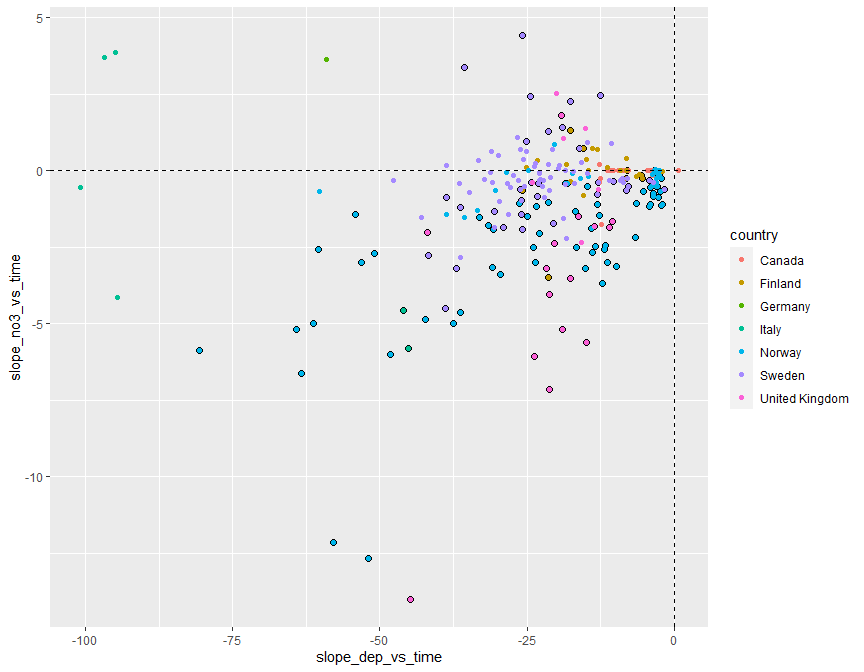 5
0
-5
-10
slope_no3_vs_time
-100
-75
-50
-25
0
slope_dep_vs_time
country
Canada
Finland
Germany
Italy
Norway
Sweden
United Kingdom